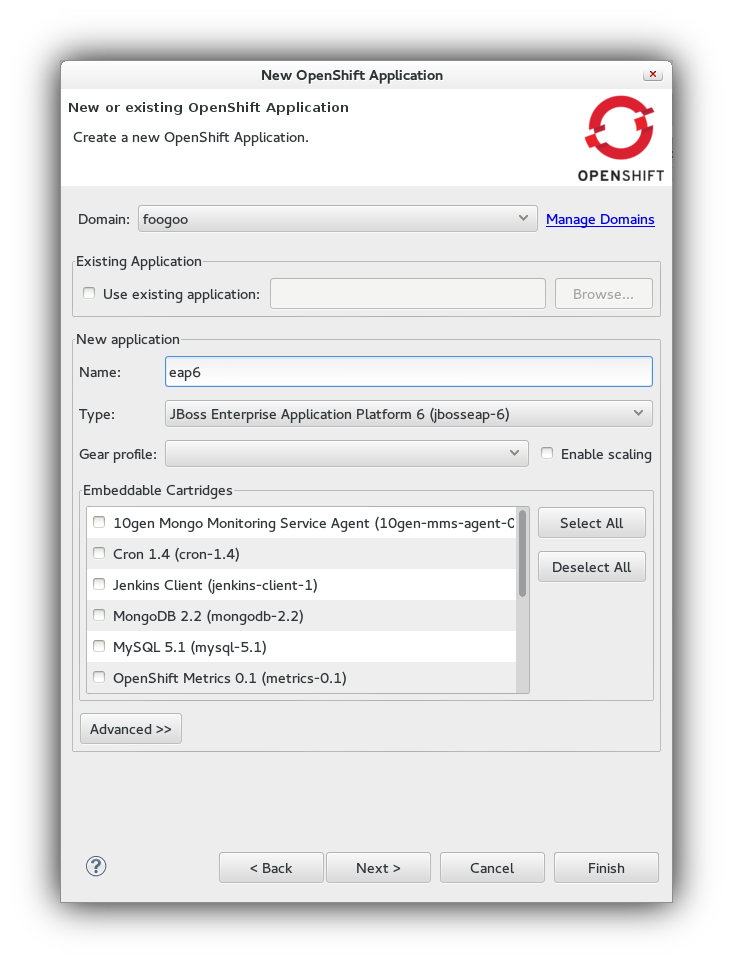 New OpenShift Application
New or existing OpenShift Application
Create a new OpenShift Application.
OPENSHIFT
Domain: foogoo Manage Domains
Existing Application
Use existing application: Browse...
New application
Name: eap6
Type: JBoss Enterprise Application Platform 6 (jbosseap-6)
Gear profile: Enable scaling
Embeddable Cartridges
10gen Mongo Monitoring Service Agent (10gen-mms-agent-0 Select All
Cron 1.4 (cron-1.4)
Deselect All
Jenkins Client (jenkins-client-1)
MongoDB 2.2 (mongodb-2.2)
MySQL 5.1 (mysql-5.1)
OpenShift Metrics 0.1 (metrics-0.1)
Advanced >>
? < Back Next > Cancel Finish